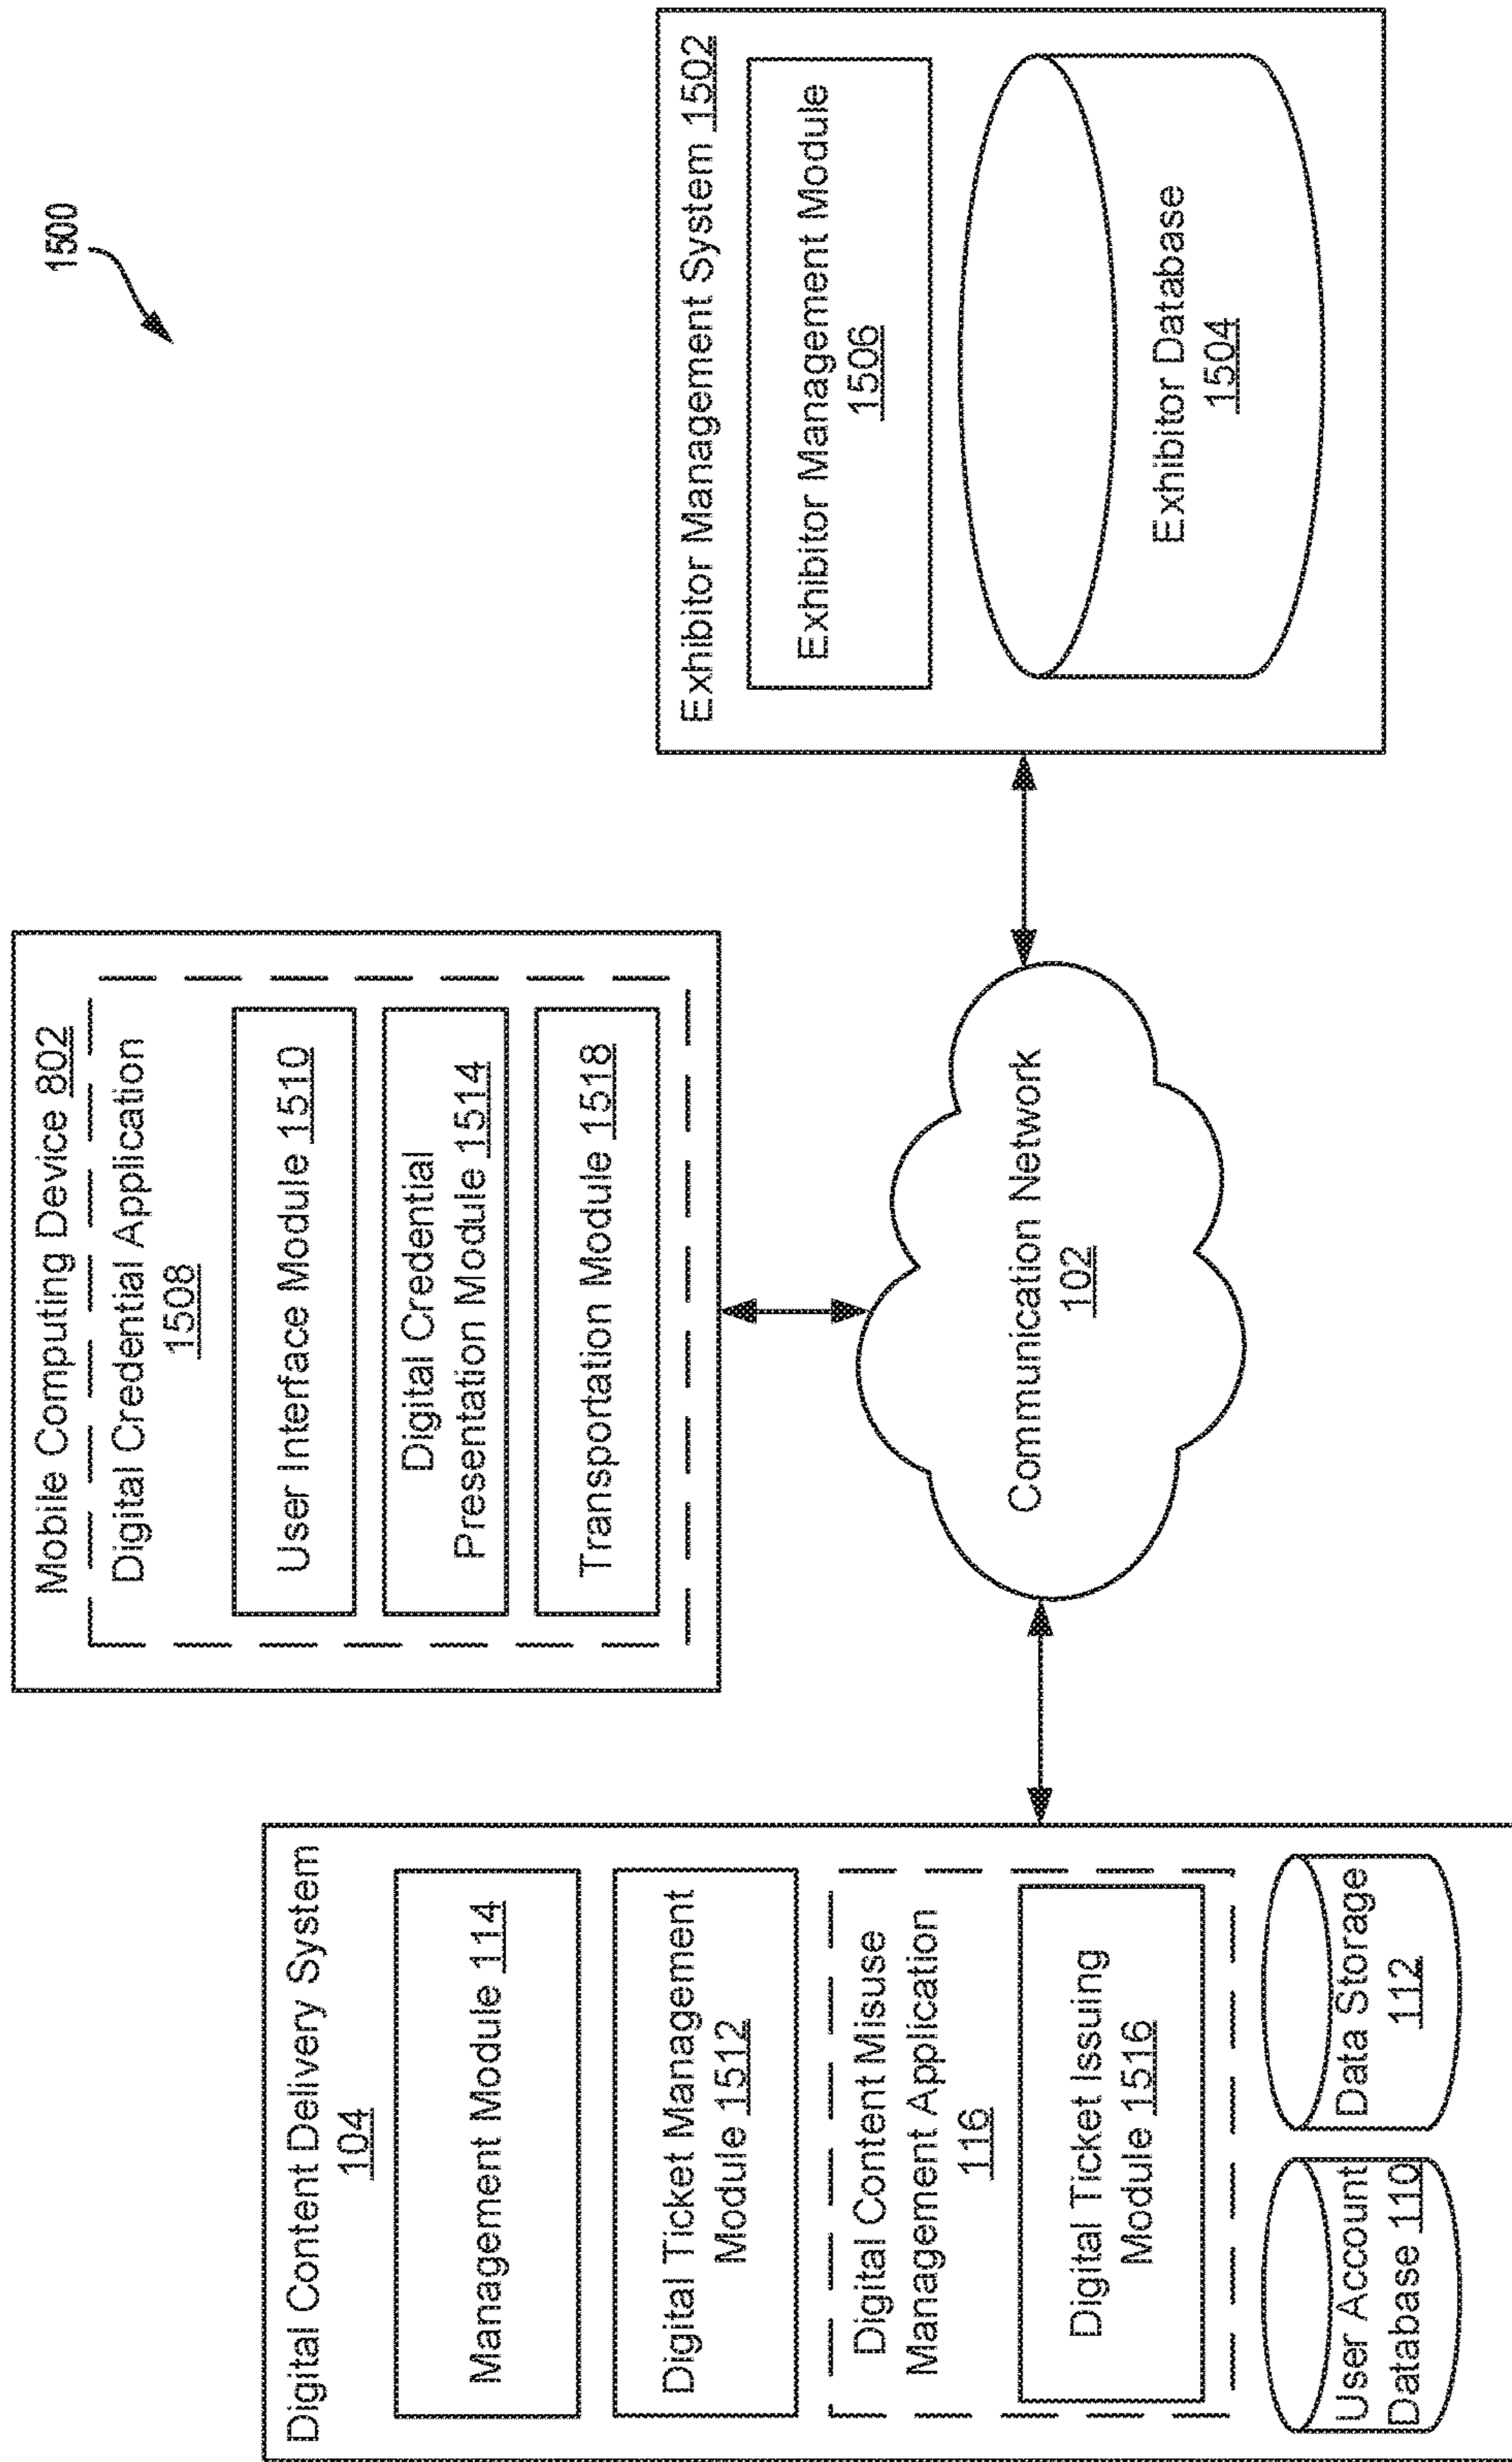 1500
Digital Content Delivery System
104
Management Module 114
Digital Ticket Management
Module 1512
Digital Content Misuse
Management Application
116
Digital Ticket Issuing
Module 1516
User Account
Database 110
Data Storage
112
Mobile Computing Device 802
Digital Credential Application
1508
User Interface Module 1510
Digital Credential
Presentation Module 1514
Transportation Module 1518
Communication Network
102
Exhibitor Management System 1502
Exhibitor Management Module
1506
Exhibitor Database
1504